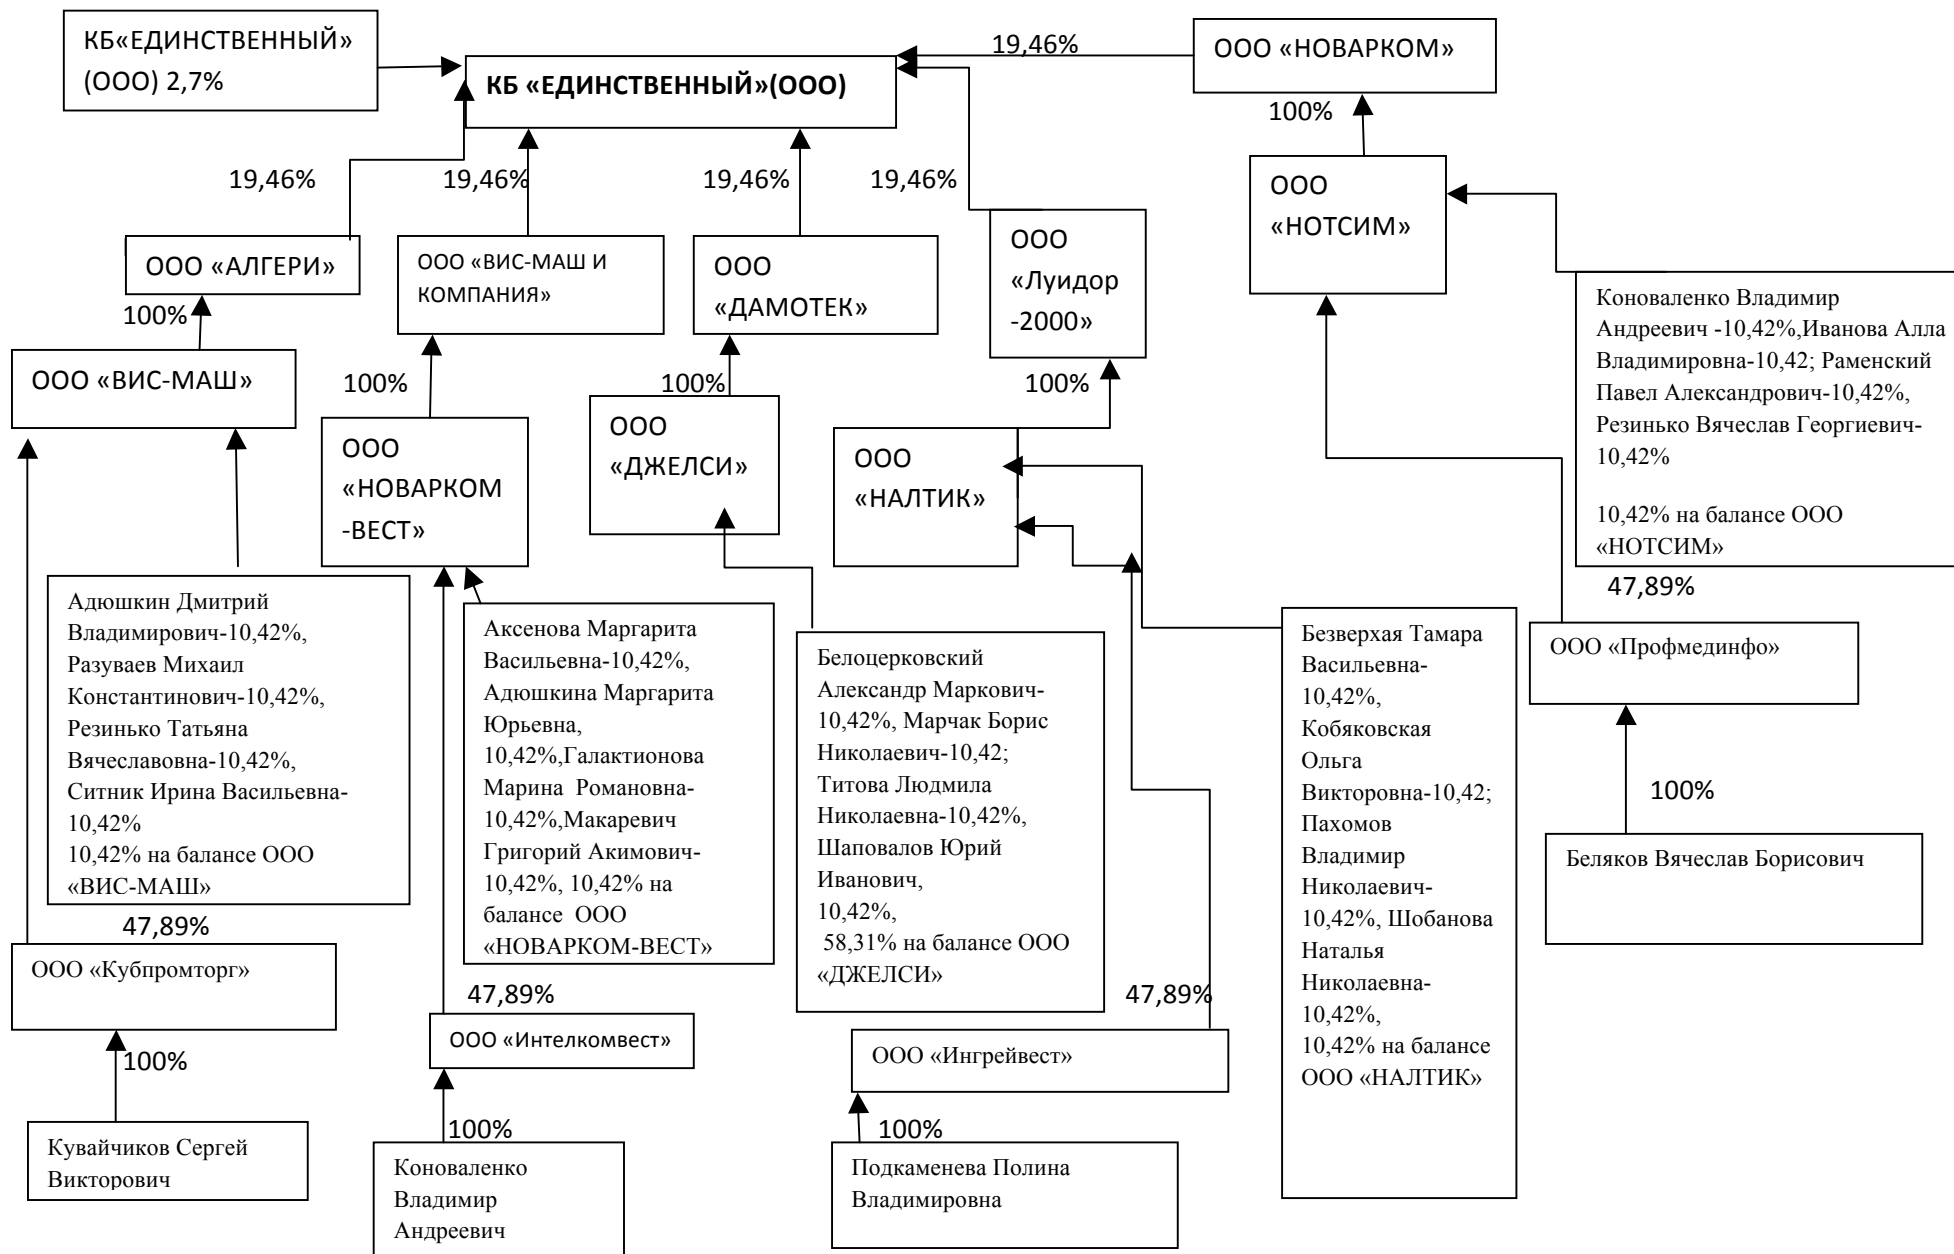 КБ«ЕДИНСТВЕННЫЙ»
(ООО) 2,7%
КБ «ЕДИНСТВЕННЫЙ»(ООО)
19,46%
ООО «НОВАРКОМ»
100%
19,46%
19,46%
19,46%
19,46%
ООО
«НОТСИМ»
ООО «АЛГЕРИ»
ООО «ВИС-МАШ И
КОМПАНИЯ»
ООО
«ДАМОТЕК»
ООО
«Луидор
-2000»
Коноваленко Владимир
Андреевич -10,42%,Иванова Алла
Владимировна-10,42; Раменский
Павел Александрович-10,42%,
Резинько Вячеслав Георгиевич-
10,42%
10,42% на балансе ООО
«НОТСИМ»
100%
ООО «ВИС-МАШ»
100%
100%
100%
ООО
«НОВАРКОМ
-ВЕСТ»
ООО
«ДЖЕЛСИ»
ООО
«НАЛТИК»
47,89%
Адюшкин Дмитрий
Владимирович-10,42%,
Разуваев Михаил
Константинович-10,42%,
Резинько Татьяна
Вячеславовна-10,42%,
Ситник Ирина Васильевна-
10,42%
10,42% на балансе ООО
«ВИС-МАШ»
Аксенова Маргарита
Васильевна-10,42%,
Адюшкина Маргарита
Юрьевна,
10,42%,Галактионова
Марина  Романовна-
10,42%,Макаревич
Григорий Акимович-
10,42%, 10,42% на
балансе  ООО
«НОВАРКОМ-ВЕСТ»
Белоцерковский
Александр Маркович-
10,42%, Марчак Борис
Николаевич-10,42;
Титова Людмила
Николаевна-10,42%,
Шаповалов Юрий
Иванович,
10,42%,
58,31% на балансе ООО
«ДЖЕЛСИ»
Безверхая Тамара
Васильевна-
10,42%,
Кобяковская
Ольга
Викторовна-10,42;
Пахомов
Владимир
Николаевич-
10,42%, Шобанова
Наталья
Николаевна-
10,42%,
10,42% на балансе
ООО «НАЛТИК»
ООО «Профмединфо»
100%
Беляков Вячеслав Борисович
47,89%
ООО «Кубпромторг»
47,89%
47,89%
ООО «Интелкомвест»
ООО «Ингрейвест»
100%
100%
100%
Кувайчиков Сергей
Викторович
Коноваленко
Владимир
Андреевич
Подкаменева Полина
Владимировна